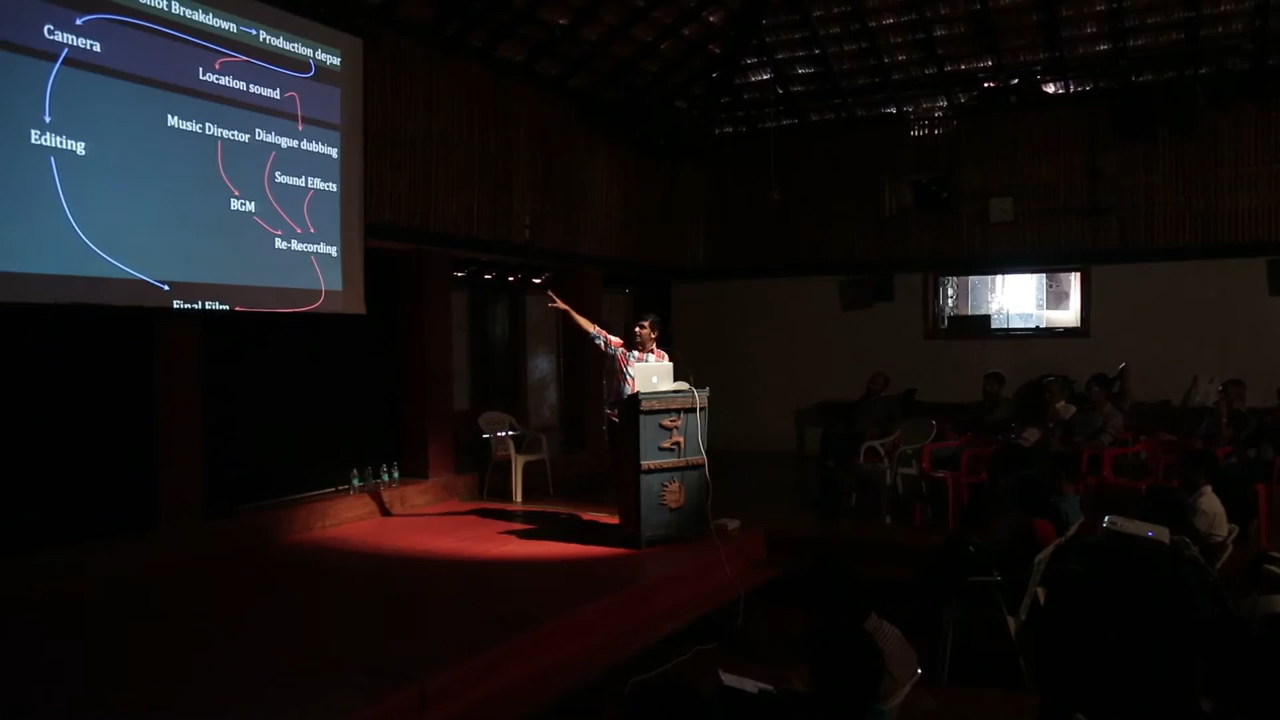 Shot Breakdown Production depar
Camera
Location sound
Music Director Dialogue dubbing
Editing
Sound Effects
BGM
Re-Recording
Final Film